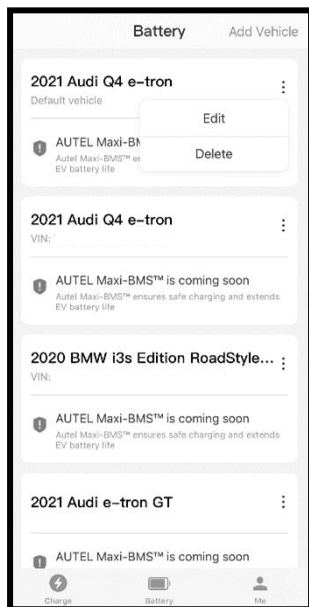 Battery
Add Vehicle
2021 Audi Q4 e-tron
Default vehicle
Edit
AUTEL Maxi-BM
Delete
Autel Maxi-BMS™ en
EV battery life
2021 Audi Q4 e-tron
VIN:
AUTEL Maxi-BMS™ is coming soon
Autel Maxi-BMS™ ensures safe charging and extends
EV battery life
2020 BMW i3s Edition RoadStyle...
VIN:
AUTEL Maxi-BMS™ is coming soon
Autel Maxi-BMS™ ensures safe charging and extends
EV battery life
2021 Audi e-tron GT
AUTEL Maxi-BMS™ is coming soon
Charge
Battery
Me